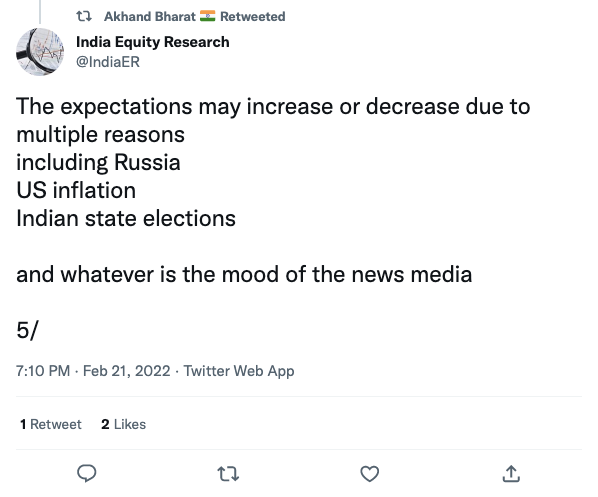 Akhand Bharat 🇮🇳 Retweeted
India Equity Research
@IndiaER
The expectations may increase or decrease due to
multiple reasons
including Russia
US inflation
Indian state elections
and whatever is the mood of the news media
5/
7:10 PM · Feb 21, 2022 · Twitter Web App
1 Retweet 2 Likes